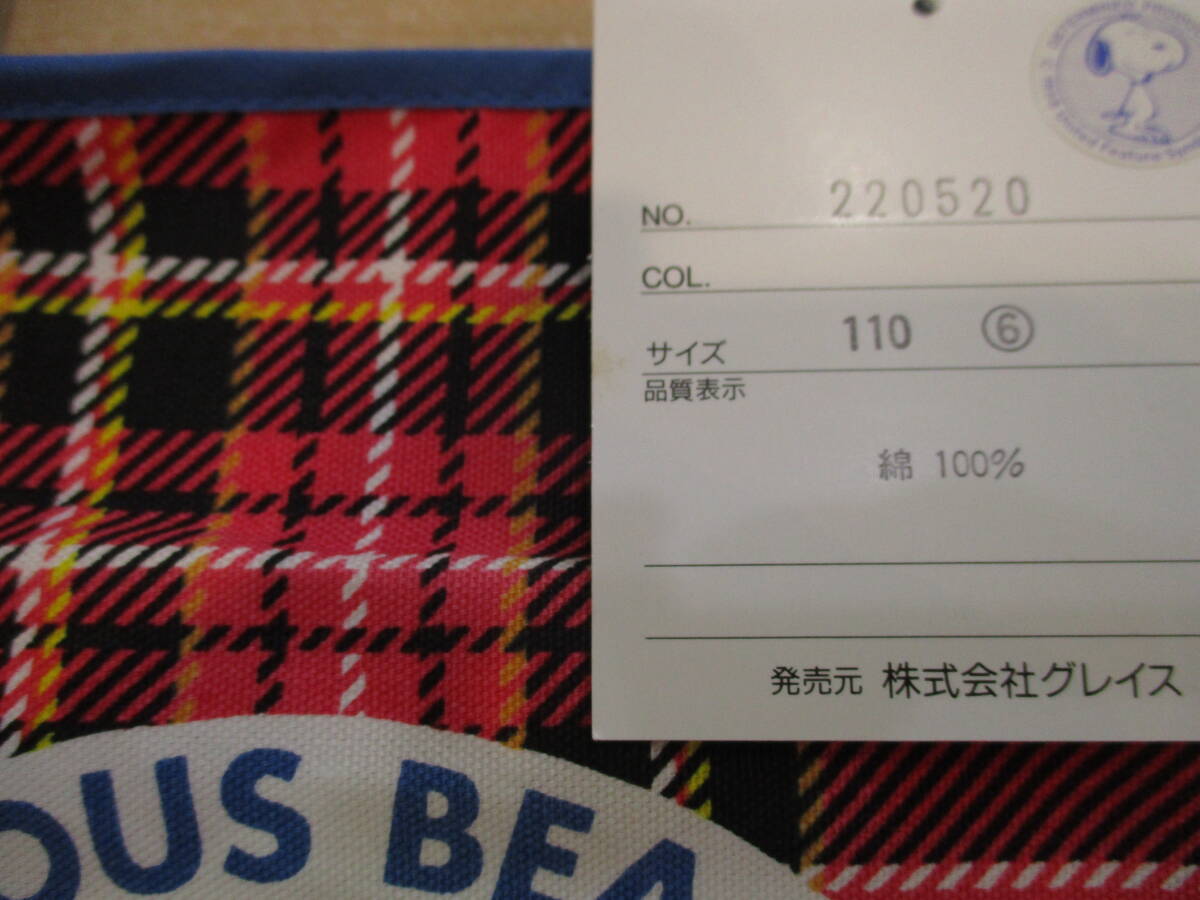 NO. 220520
COL.
サイズ 110 ⑥
品質表示
綿 100%
発売元 株式会社グレイス
OUS BEA